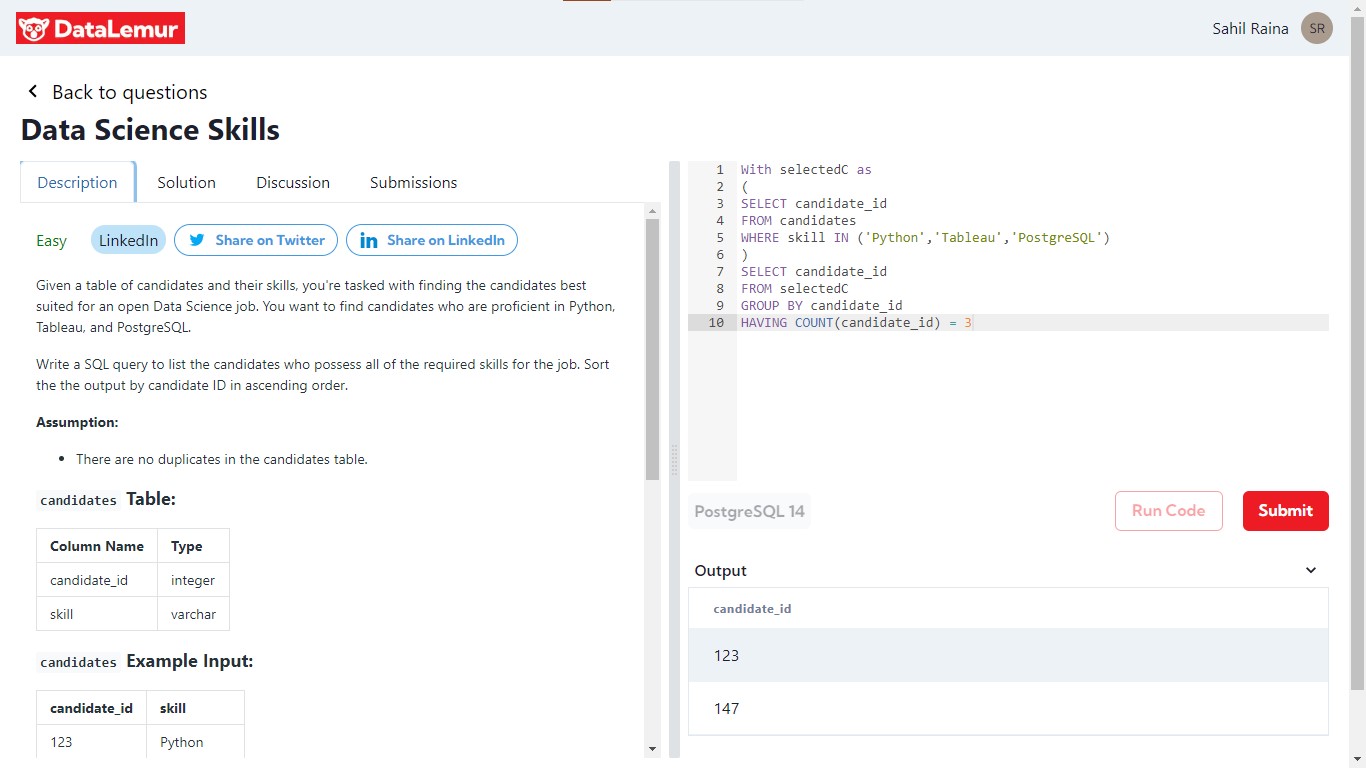 DataLemur
Sahil Raina
SR
Back to questions
Data Science Skills
Description
Solution
Discussion
Submissions
Easy
LinkedIn
Share on Twitter
in
Share on LinkedIn
Given a table of candidates and their skills, you're tasked with finding the candidates best
suited for an open Data Science job. You want to find candidates who are proficient in Python,
Tableau, and PostgreSQL.
Write a SQL query to list the candidates who possess all of the required skills for the job. Sort
the the output by candidate ID in ascending order.
Assumption:
• There are no duplicates in the candidates table.
candidates Table:
Column Name Type
candidate_id integer
skill varchar
candidates Example Input:
candidate_id skill
123 Python
1 With selectedC as
2 (
3 SELECT candidate_id
4 FROM candidates
5 WHERE skill IN ('Python','Tableau','PostgreSQL')
6 )
7 SELECT candidate_id
8 FROM selectedC
9 GROUP BY candidate_id
10 HAVING COUNT(candidate_id) = 3
PostgreSQL 14
Run Code
Submit
Output
candidate_id
123
147